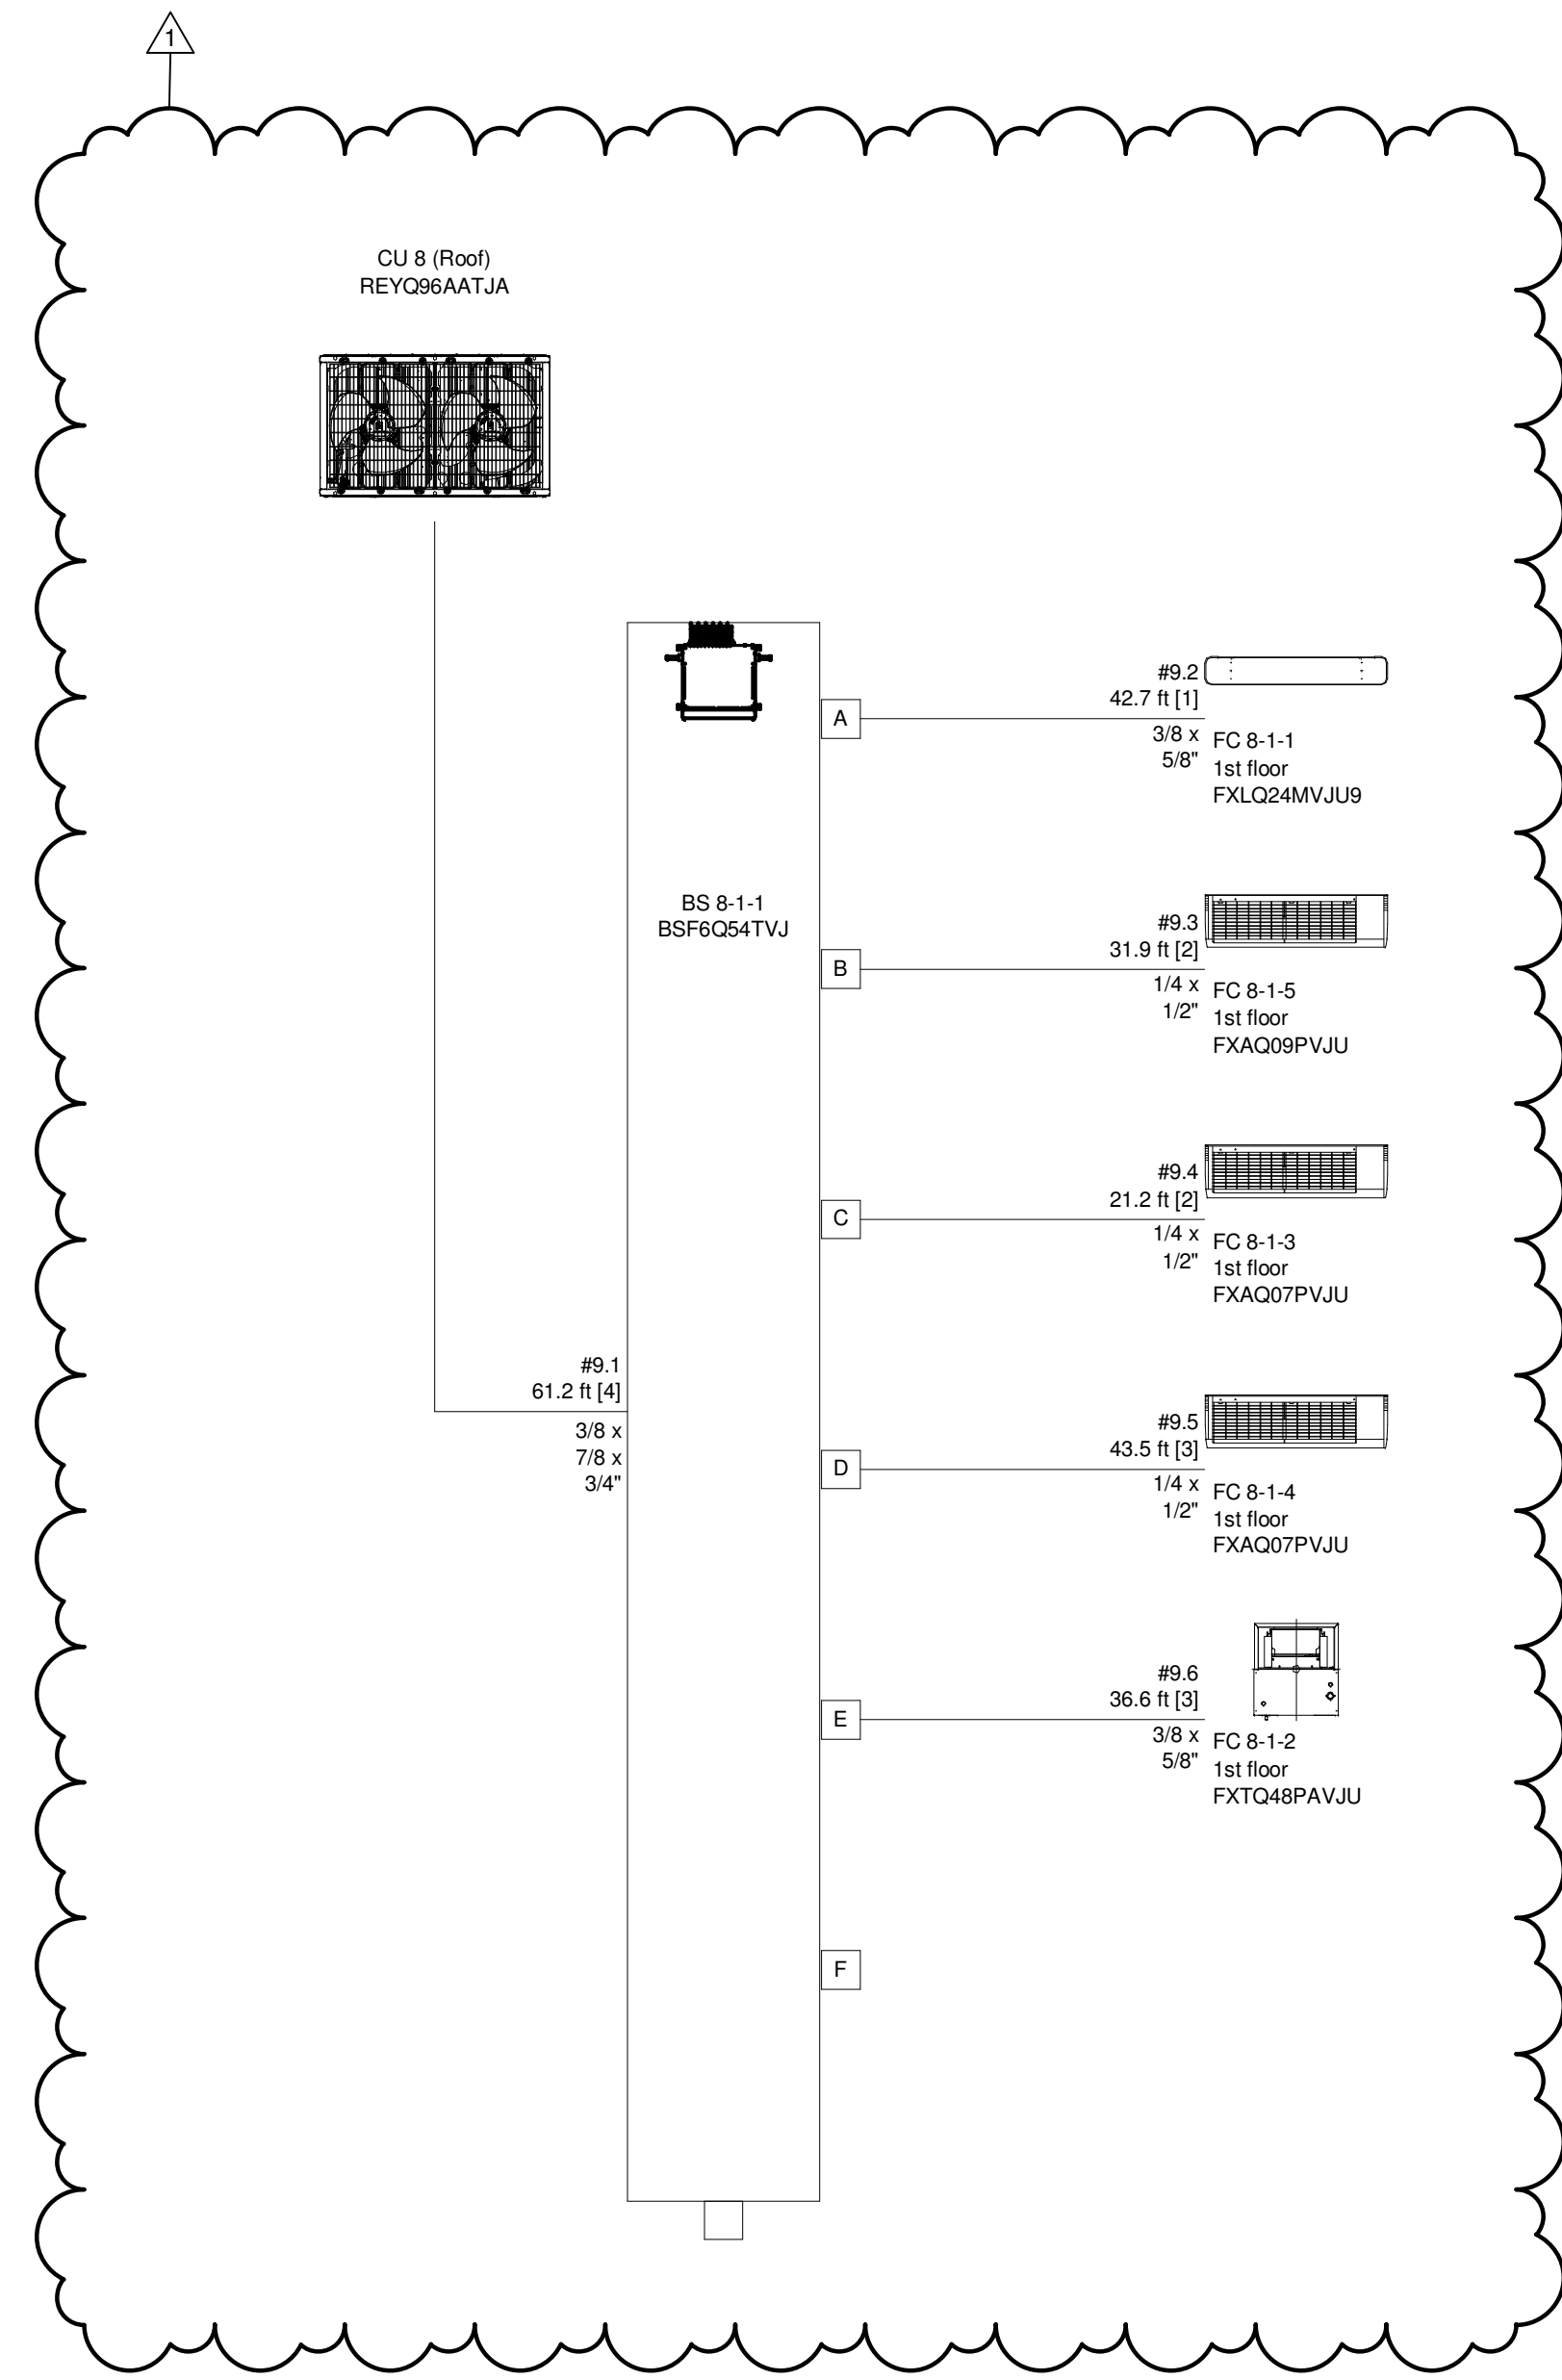 1
CU 8 (Roof)
REYQ96AATJA
BS 8-1-1
BSF6Q54TVJ
#9.1
61.2 ft [4]
3/8 x
7/8 x
3/4"
A
#9.2
42.7 ft [1]
3/8 x
5/8"
FC 8-1-1
1st floor
FXLQ24MVJU9
B
#9.3
31.9 ft [2]
1/4 x
1/2"
FC 8-1-5
1st floor
FXAQ09PVJU
C
#9.4
21.2 ft [2]
1/4 x
1/2"
FC 8-1-3
1st floor
FXAQ07PVJU
D
#9.5
43.5 ft [3]
1/4 x
1/2"
FC 8-1-4
1st floor
FXAQ07PVJU
E
#9.6
36.6 ft [3]
3/8 x
5/8"
FC 8-1-2
1st floor
FXTQ48PAVJU
F